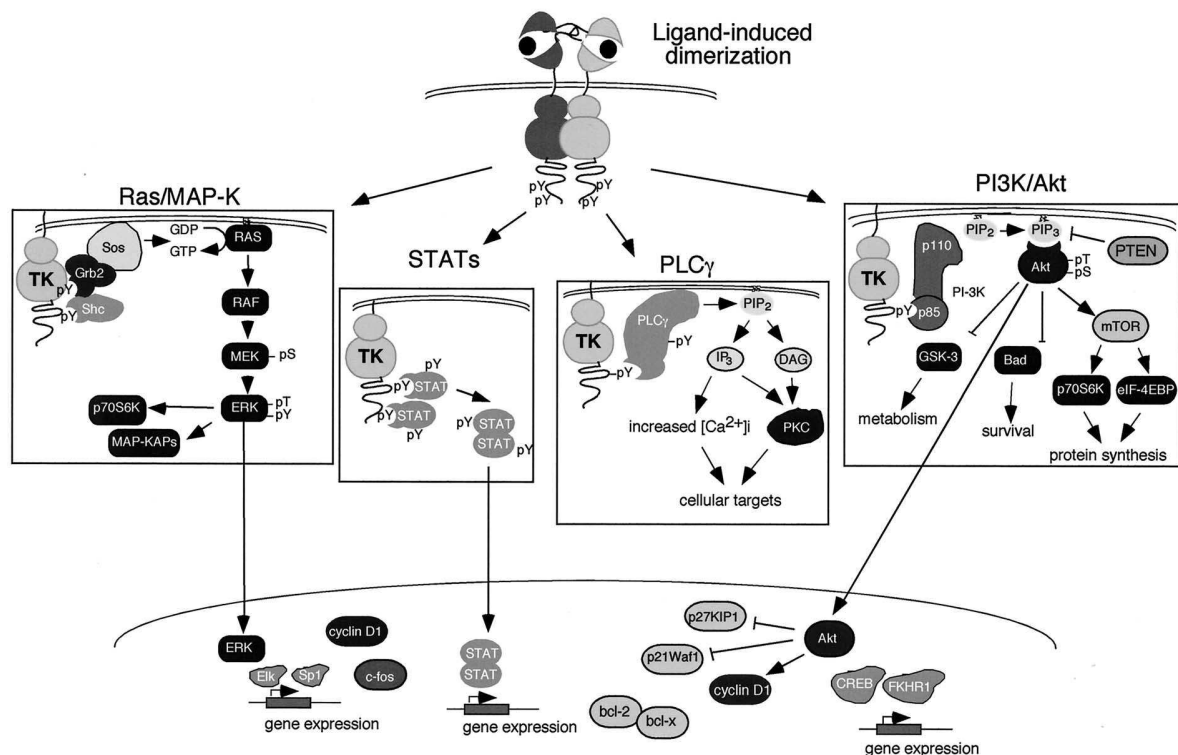 Ligand-induced
dimerization
pY
pY
pY
pY
Ras/MAP-K
GDP
GTP
RAS
Sos
TK
Grb2
pY
Shc
pY
RAF
MEK
pS
ERK
pT
pY
p70S6K
MAP-KAPs
STATs
TK
pY
STAT
pY
STAT
pY
pY
STAT
STAT
pY
PLCγ
PLCγ
PIP2
TK
pY
pY
IP3
DAG
increased [Ca2+]i
PKC
cellular targets
PI3K/Akt
p110
PIP2
PIP3
PTEN
Akt
pT
pS
TK
PI-3K
pY
p85
mTOR
GSK-3
Bad
p70S6K
eIF-4EBP
metabolism
survival
protein synthesis
ERK
cyclin D1
Elk
Sp1
c-fos
gene expression
STAT
STAT
gene expression
p27KIP1
Akt
p21Waf1
cyclin D1
bcl-2
bcl-x
CREB
FKHR1
gene expression